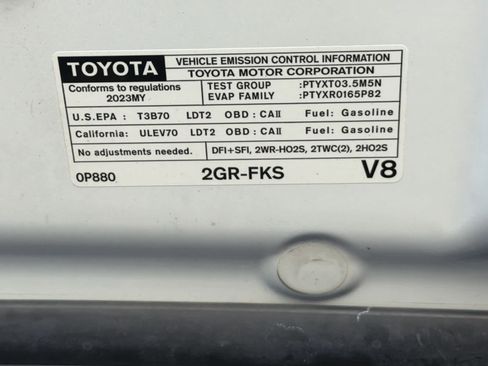 TOYOTA
VEHICLE EMISSION CONTROL INFORMATION
TOYOTA MOTOR CORPORATION
Conforms to regulations
2023MY
TEST GROUP :PTYXT03.5M5N
EVAP FAMILY :PTYXR0165P82
U.S.EPA : T3B70 LDT2 OBD : CAII Fuel: Gasoline
California: ULEV70 LDT2 OBD : CAII Fuel: Gasoline
No adjustments needed. DFI+SFI, 2WR-HO2S, 2TWC(2), 2HO2S
0P880 2GR-FKS V8